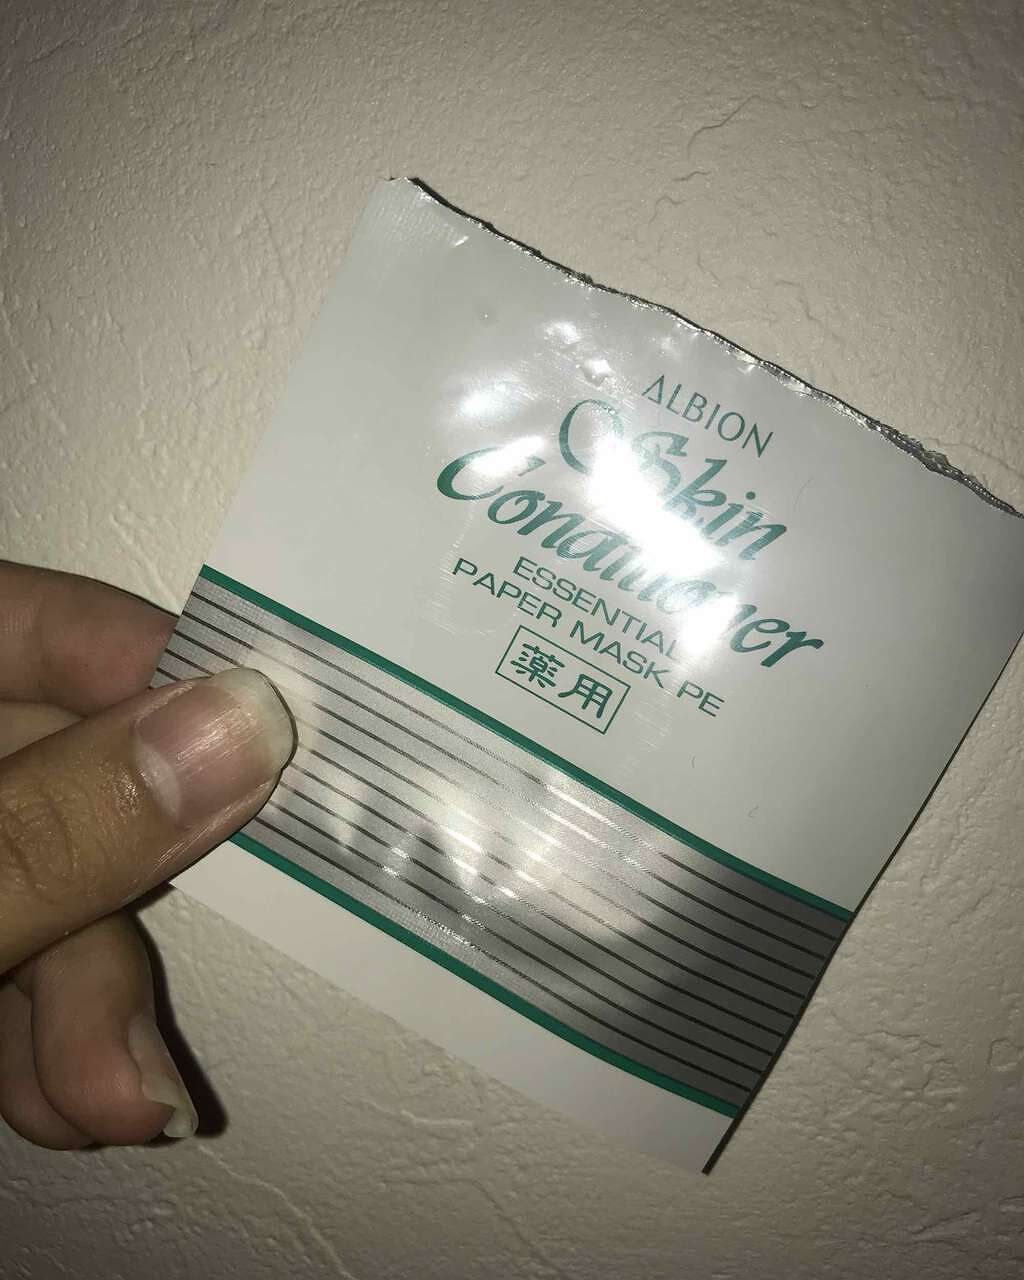 ALBION
Skin
Conditioner
ESSENTIAL
PAPER MASK PE
薬用